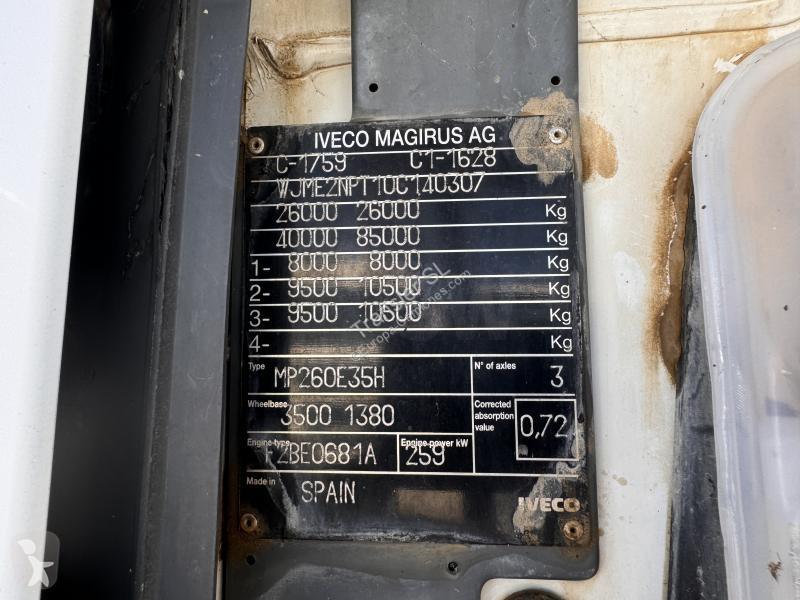 IVECO MAGIRUS AG
C-1759 C1-1628
WJME2NPT10C140307
26000 26000 Kg
40000 85000 Kg
1- 8000 8000 Kg
2- 9500 10500 Kg
3- 9500 10500 Kg
4- Kg
Type MP260E35H N° of axles 3
Wheelbase 3500 1380 Corrected absorption value 0,72
Engine type F2BE0681A Engine power kW 259
Made in SPAIN
IVECO